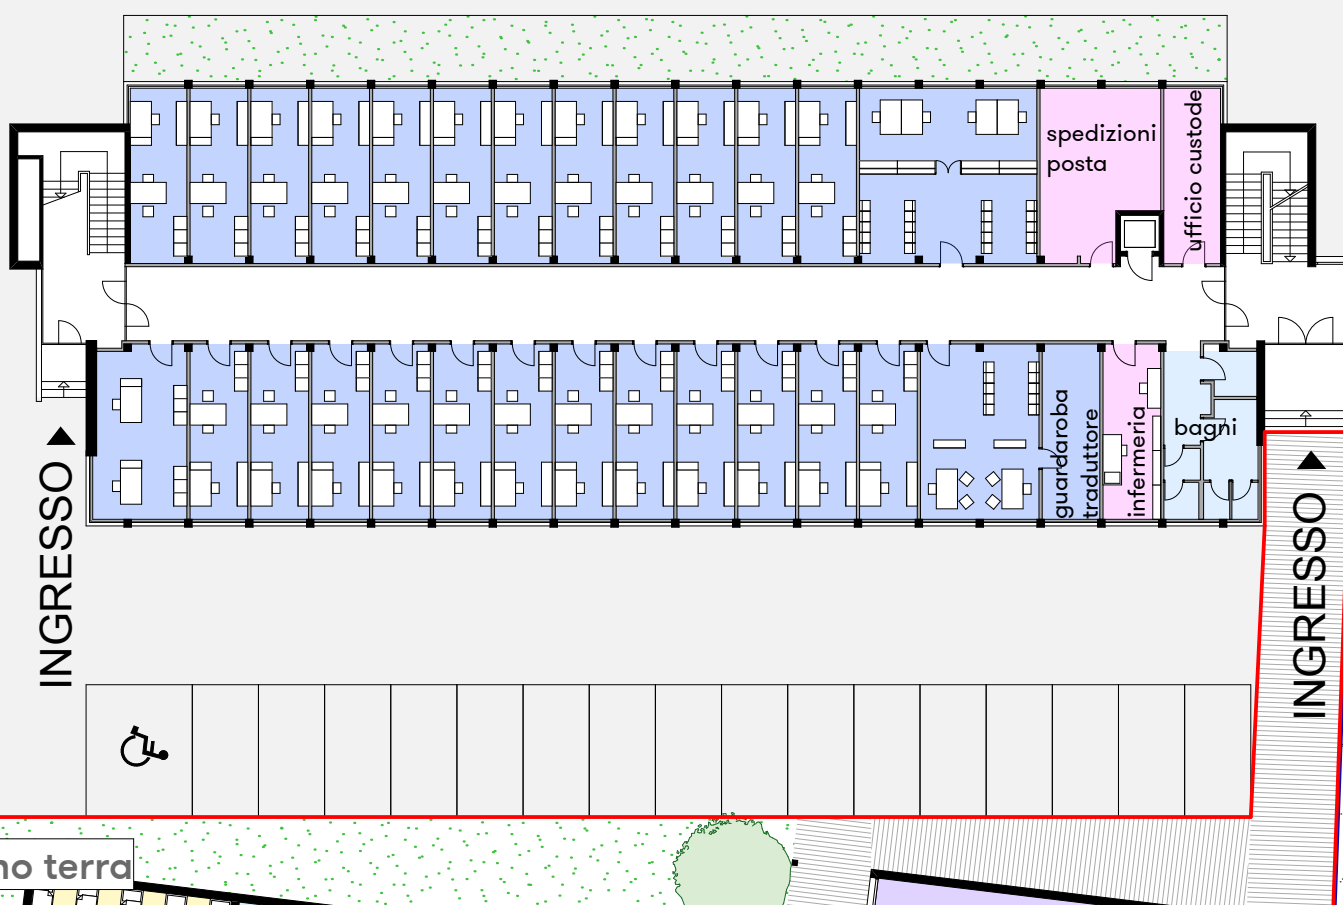 spedizioni
posta
ufficio custode
guardaroba
traduttore
infermeria
bagni
INGRESSO
INGRESSO
no terra